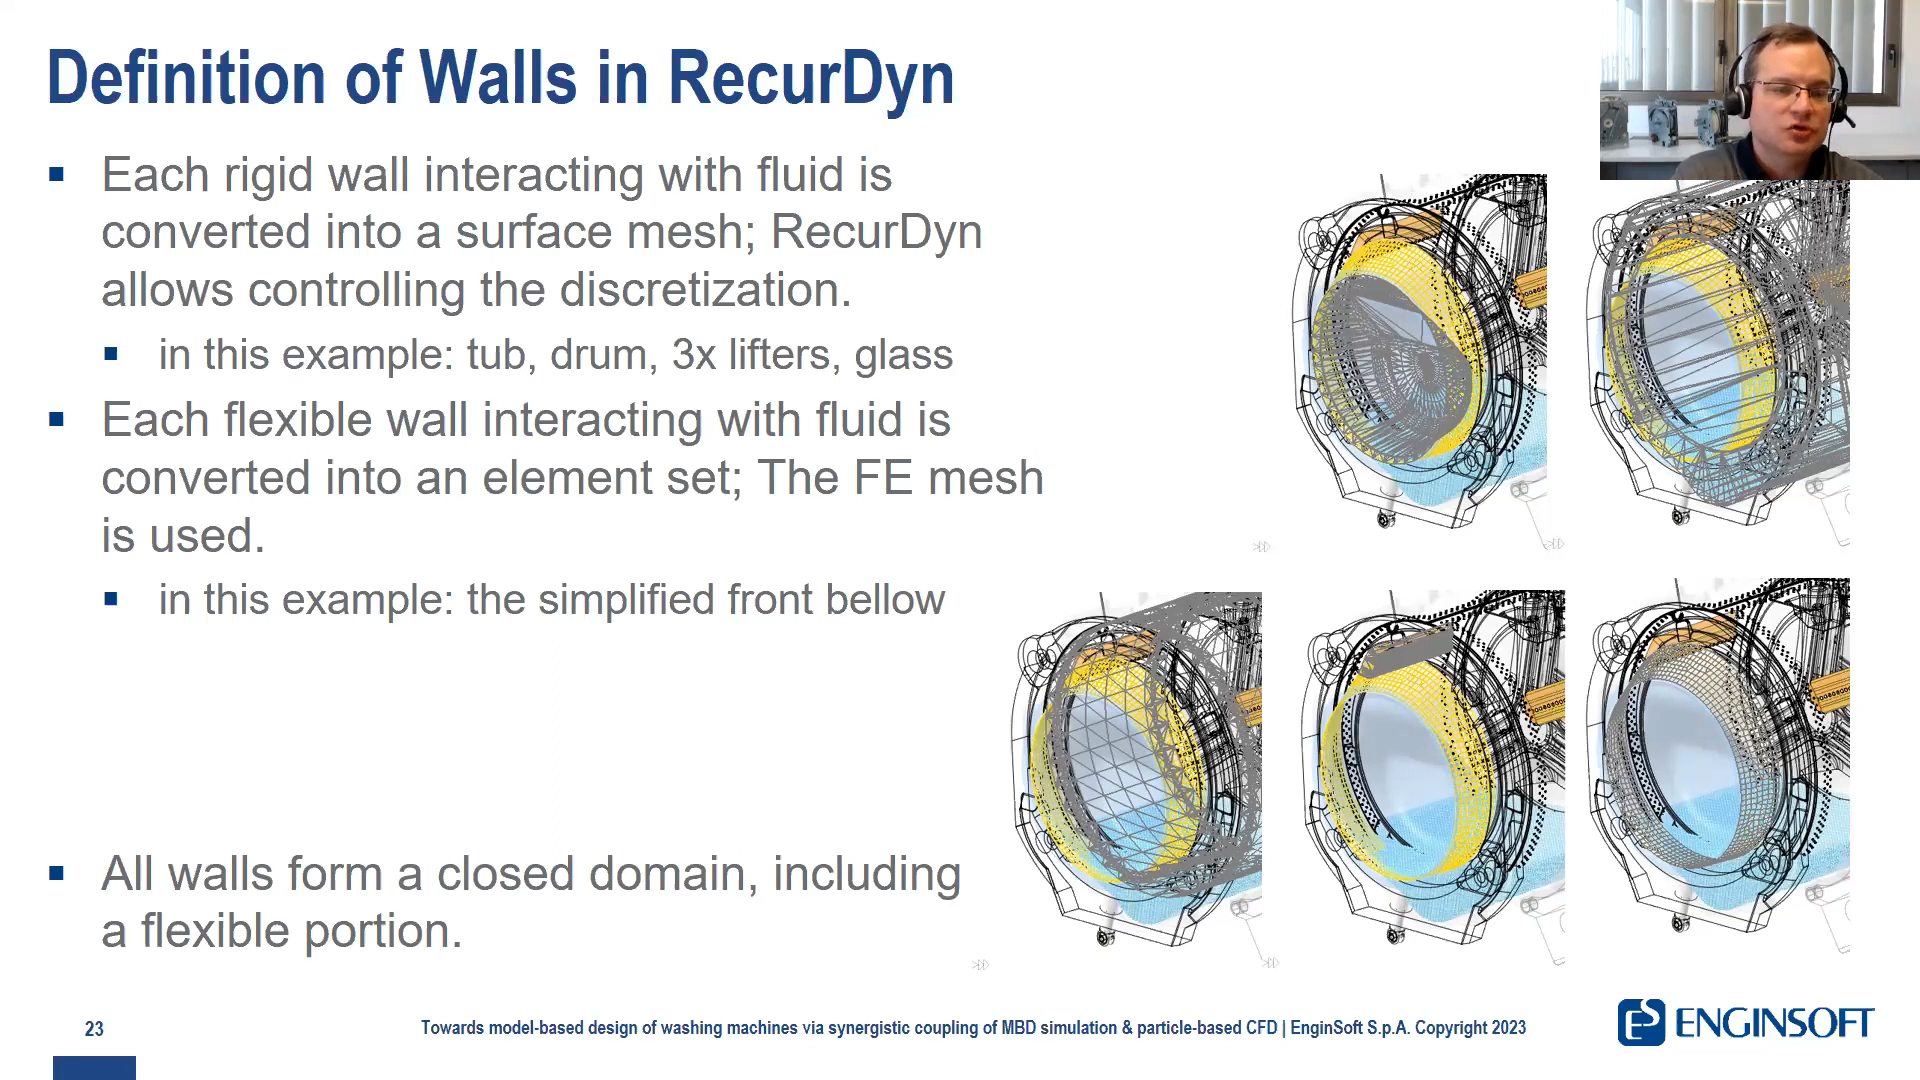 Definition of Walls in RecurDyn
Each rigid wall interacting with fluid is
converted into a surface mesh; RecurDyn
allows controlling the discretization.
in this example: tub, drum, 3x lifters, glass
Each flexible wall interacting with fluid is
converted into an element set; The FE mesh
is used.
in this example: the simplified front bellow
All walls form a closed domain, including
a flexible portion.
23
Towards model-based design of washing machines via synergistic coupling of MBD simulation & particle-based CFD | EnginSoft S.p.A. Copyright 2023
ES ENGINSOFT